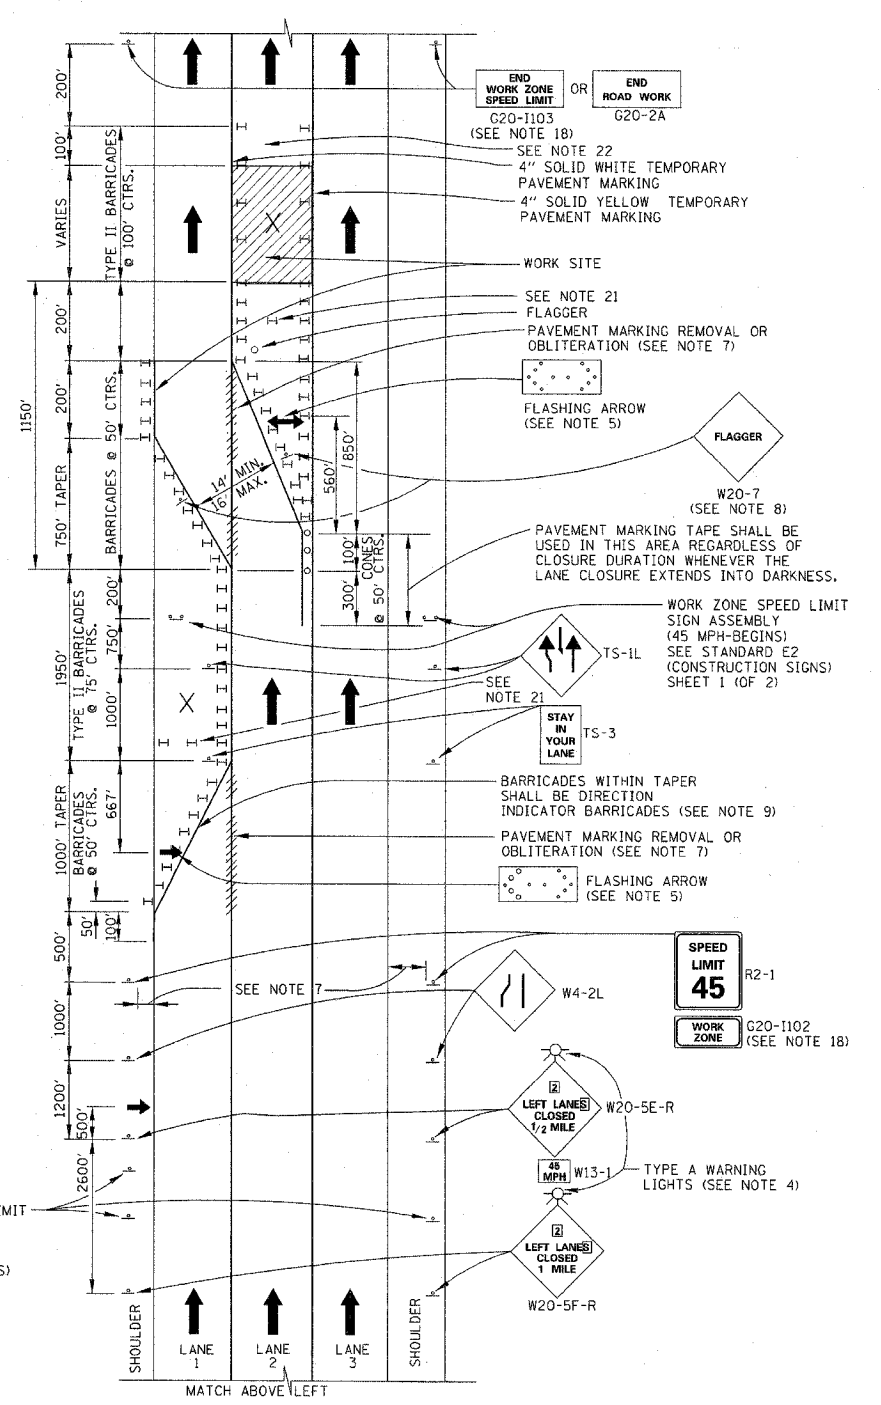 200'
100'
VARIES
TYPE II BARRICADES
@ 100' CTRS.
END
WORK ZONE
SPEED LIMIT
OR
END
ROAD WORK
G20-I103
(SEE NOTE 18)
G20-2A
SEE NOTE 22
4" SOLID WHITE TEMPORARY
PAVEMENT MARKING
4" SOLID YELLOW TEMPORARY
PAVEMENT MARKING
X
WORK SITE
1150'
200'
200'
750' TAPER
BARRICADES @ 50' CTRS.
SEE NOTE 21
FLAGGER
PAVEMENT MARKING REMOVAL OR
OBLITERATION (SEE NOTE 7)
FLASHING ARROW
(SEE NOTE 5)
FLAGGER
W20-7
(SEE NOTE 8)
14' MIN.
16' MAX.
560'
850'
100'
300'
CONES
@ 50' CTRS.
PAVEMENT MARKING TAPE SHALL BE
USED IN THIS AREA REGARDLESS OF
CLOSURE DURATION WHENEVER THE
LANE CLOSURE EXTENDS INTO DARKNESS.
1950'
TYPE II BARRICADES
@ 75' CTRS.
200'
750'
1000'
X
WORK ZONE SPEED LIMIT
SIGN ASSEMBLY
(45 MPH-BEGINS)
SEE STANDARD E2
(CONSTRUCTION SIGNS)
SHEET 1 (OF 2)
TS-1L
SEE
NOTE 21
STAY
IN
YOUR
LANE
TS-3
1000' TAPER
BARRICADES
@ 50' CTRS.
667'
50'
100'
BARRICADES WITHIN TAPER
SHALL BE DIRECTION
INDICATOR BARRICADES (SEE NOTE 9)
PAVEMENT MARKING REMOVAL OR
OBLITERATION (SEE NOTE 7)
FLASHING ARROW
(SEE NOTE 5)
500'
1000'
1200'
500'
2600'
SEE NOTE 7
SPEED
LIMIT
45
R2-1
WORK
ZONE
G20-I102
(SEE NOTE 18)
W4-2L
2
LEFT LANES
CLOSED
1/2 MILE
W20-5E-R
45
MPH
W13-1
TYPE A WARNING
LIGHTS (SEE NOTE 4)
2
LEFT LANES
CLOSED
1 MILE
W20-5F-R
SHOULDER
LANE
1
LANE
2
LANE
3
SHOULDER
MATCH ABOVE LEFT